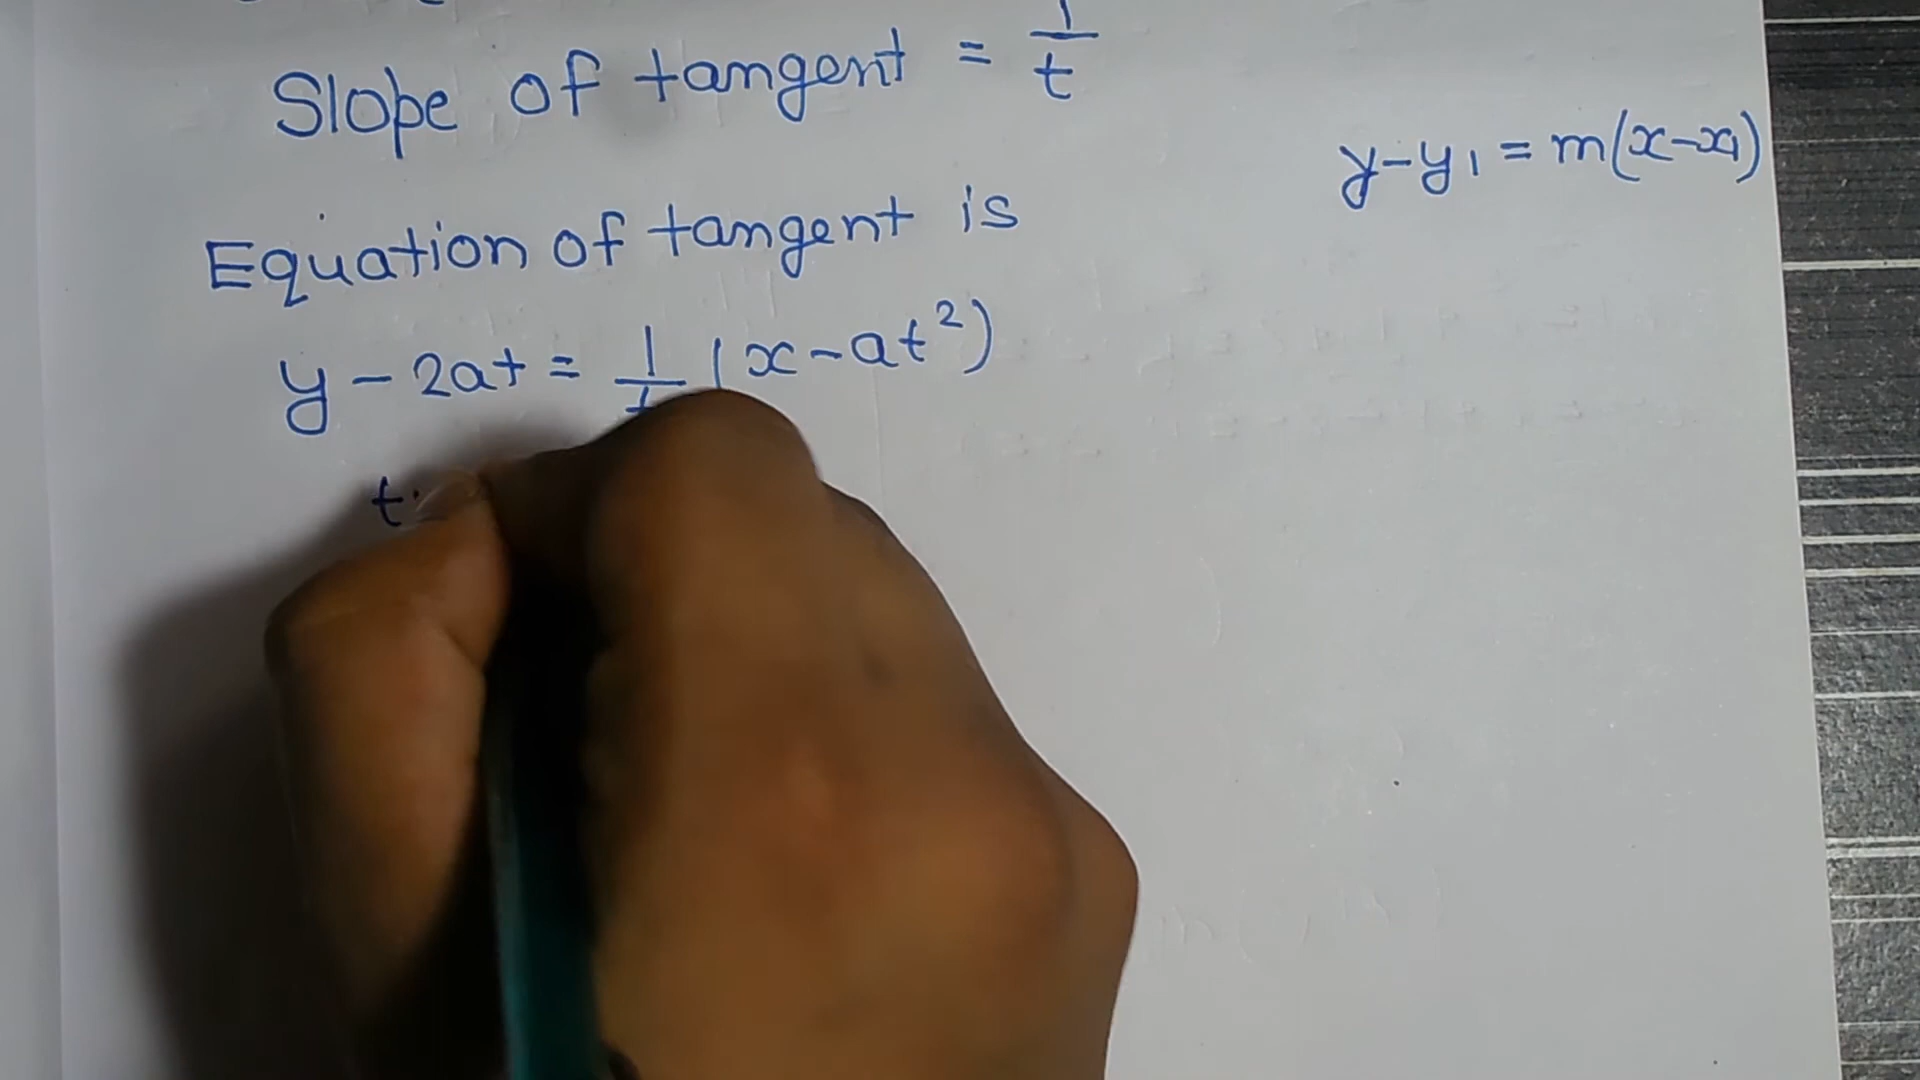 Slope of tangent = 1/t
y-y₁ = m(x-x₁)
Equation of tangent is
y - 2at = 1/t (x - at²)
t